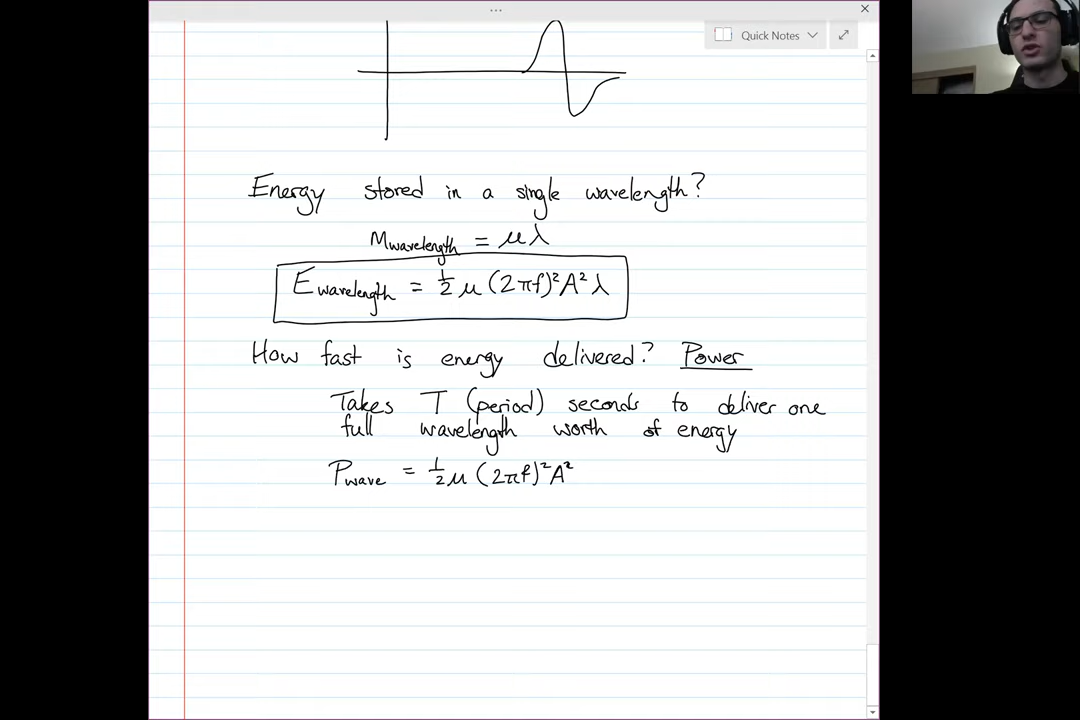 Quick Notes
Energy stored in a single wavelength?
Mwavelength = μλ
Ewavelength = 1/2 μ (2πf)² A² λ
How fast is energy delivered? Power
Takes T (period) seconds to deliver one
full wavelength worth of energy
Pwave = 1/2 μ (2πf)² A²